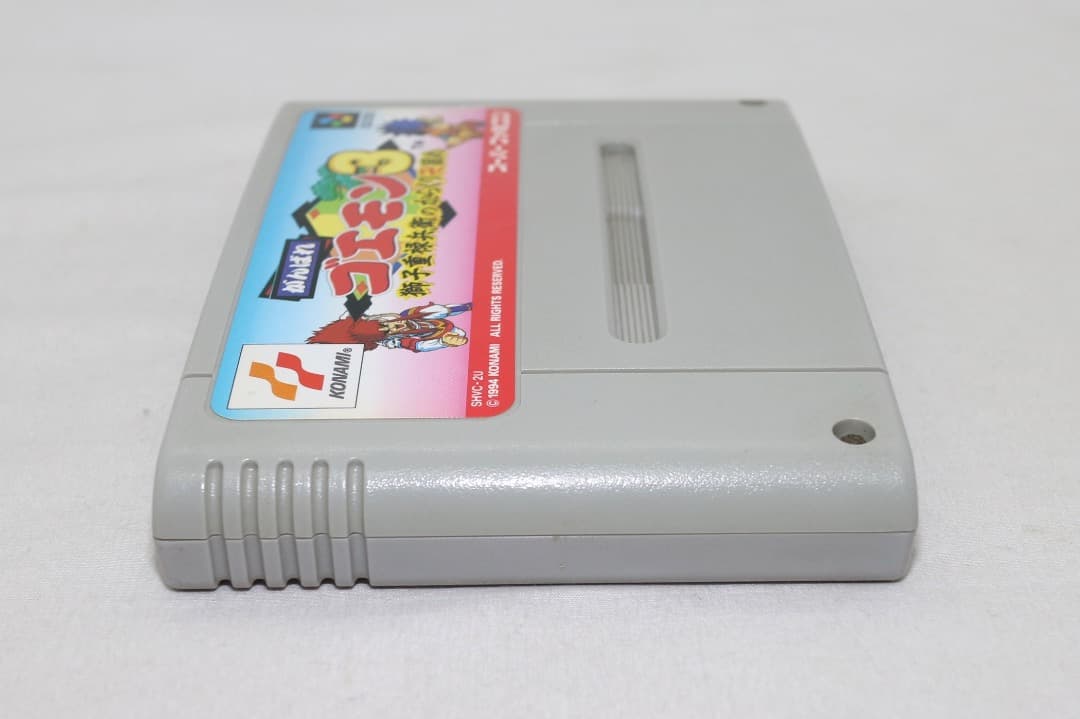 がんばれ
ゴエモン3
獅子重禄兵衛のからくり卍固め
スーパーファミコン
KONAMI®
SHVC-2U
© 1994 KONAMI ALL RIGHTS RESERVED.